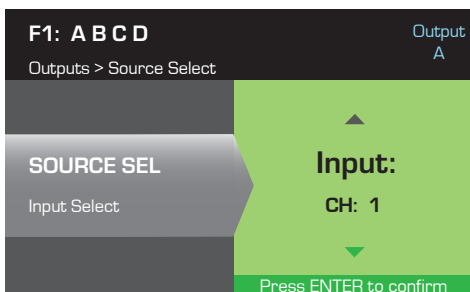 F1: A B C D
Output
A
Outputs > Source Select
SOURCE SEL
Input Select
Input:
CH: 1
Press ENTER to confirm